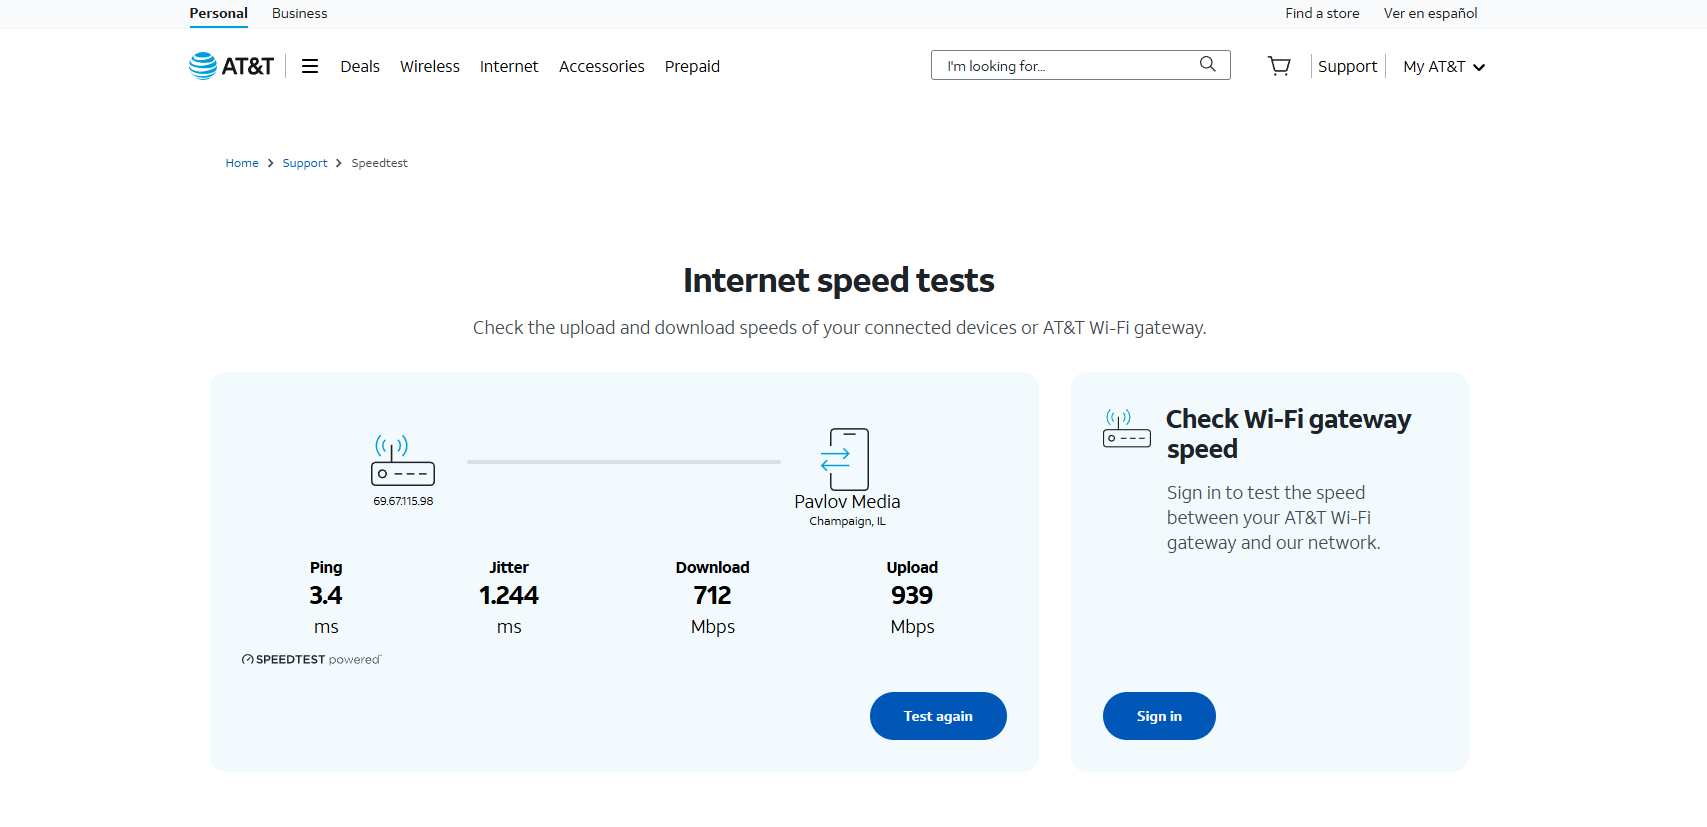 Personal Business Find a store Ver en español
AT&T Deals Wireless Internet Accessories Prepaid I'm looking for... Support My AT&T
Home Support Speedtest
Internet speed tests
Check the upload and download speeds of your connected devices or AT&T Wi-Fi gateway.
69.67.115.98
Pavlov Media
Champaign, IL
Ping Jitter Download Upload
3.4 1.244 712 939
ms ms Mbps Mbps
SPEEDTEST powered™
Test again
Check Wi-Fi gateway
speed
Sign in to test the speed
between your AT&T Wi-Fi
gateway and our network.
Sign in